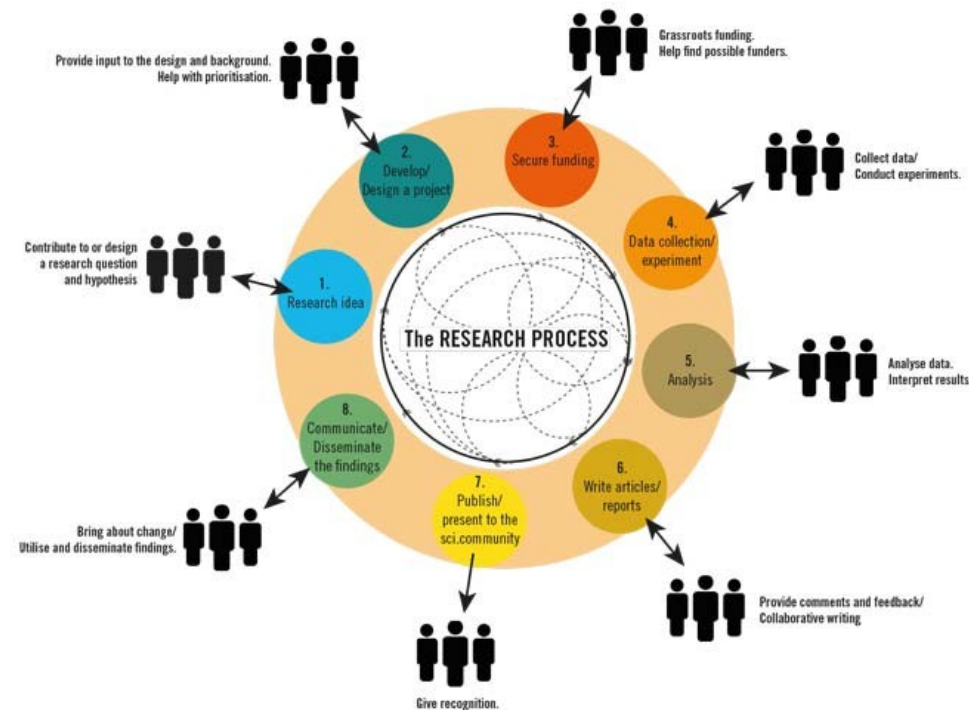 Provide input to the design and background.
Help with prioritisation.
Grassroots funding.
Help find possible funders.
Collect data/
Conduct experiments.
Contribute to or design
a research question
and hypothesis
Analyse data.
Interpret results
Bring about change/
Utilise and disseminate findings.
Provide comments and feedback/
Collaborative writing
Give recognition.
The RESEARCH PROCESS
1.
Research idea
2.
Develop/
Design a project
3.
Secure funding
4.
Data collection/
experiment
5.
Analysis
6.
Write articles/
reports
7.
Publish/
present to the
sci.community
8.
Communicate/
Disseminate
the findings